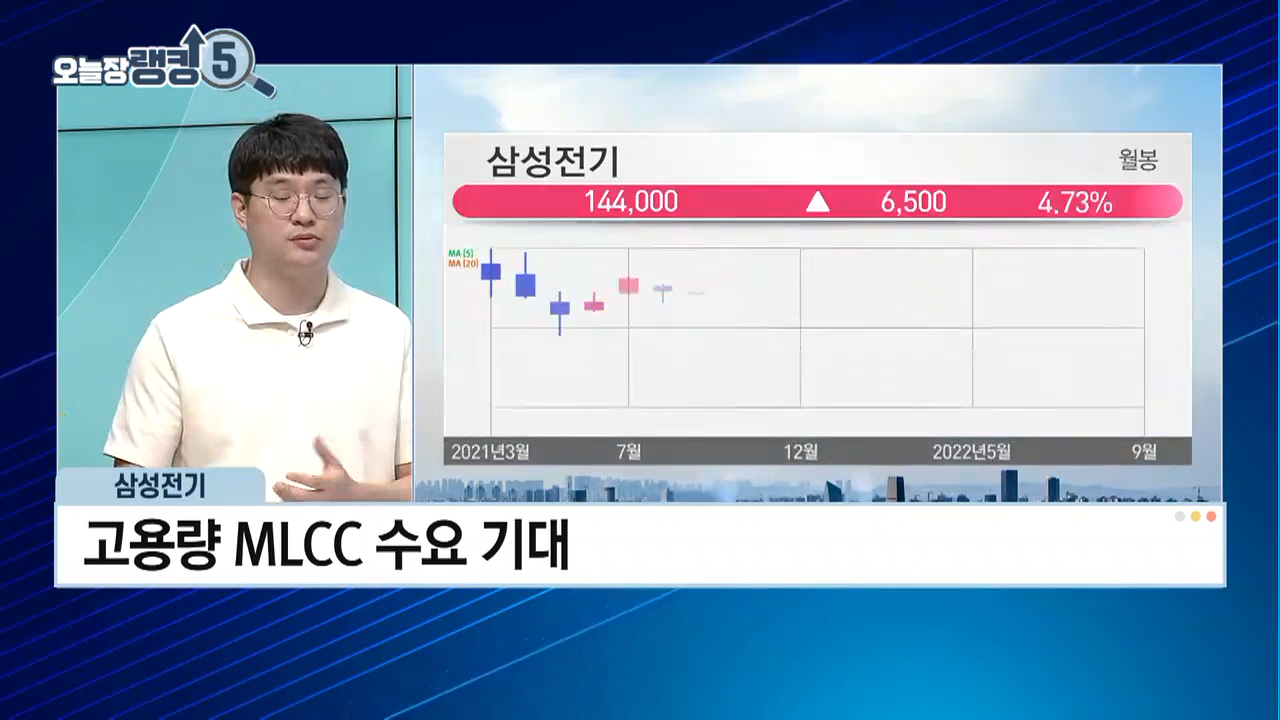 오늘장랭킹5
삼성전기
월봉
144,000 ▲ 6,500 4.73%
MA [5]
MA [20]
2021년3월 7월 12월 2022년5월 9월
삼성전기
고용량 MLCC 수요 기대